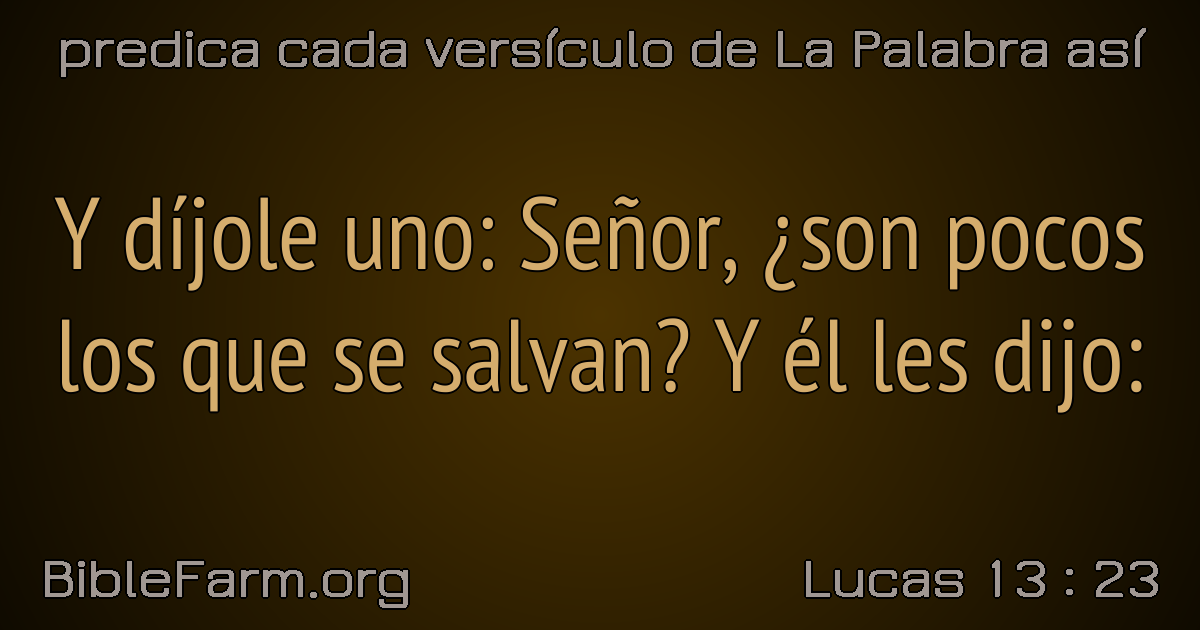 predica cada versículo de La Palabra así
Y díjole uno: Señor, ¿son pocos
los que se salvan? Y él les dijo:
BibleFarm.org
Lucas 13 : 23